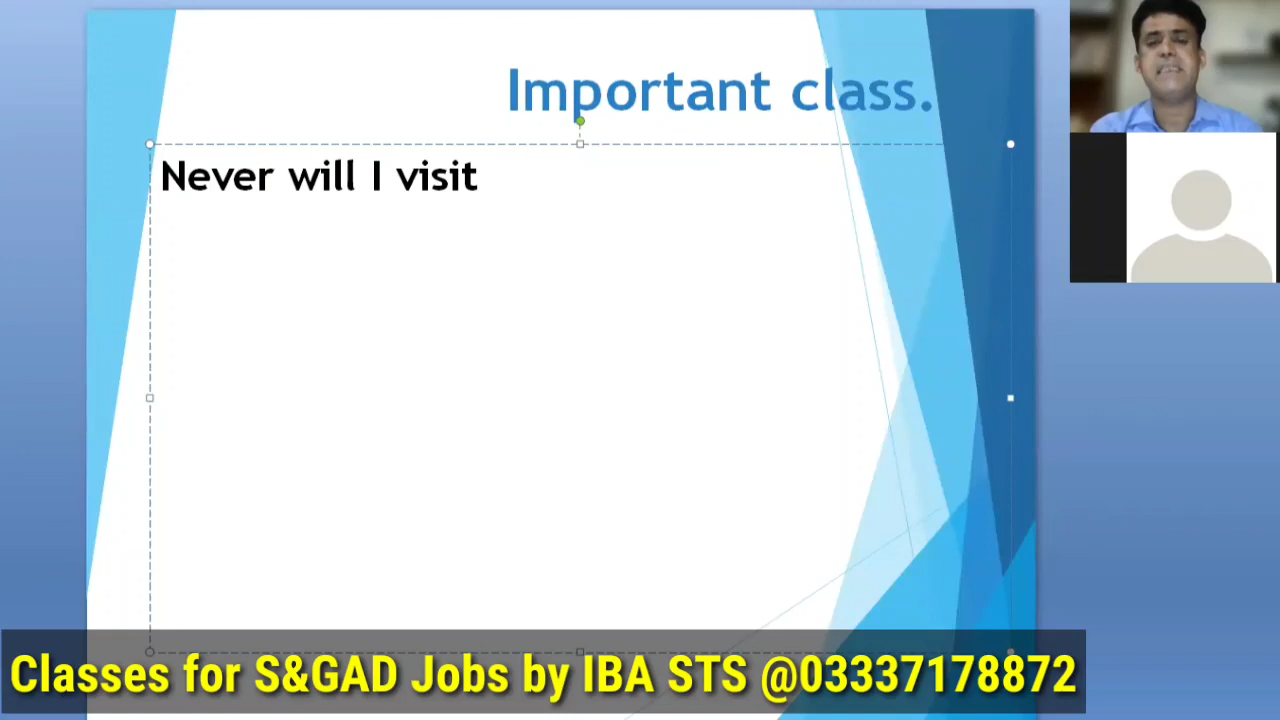 Important class.
Never will I visit
Classes for S&GAD Jobs by IBA STS @03337178872